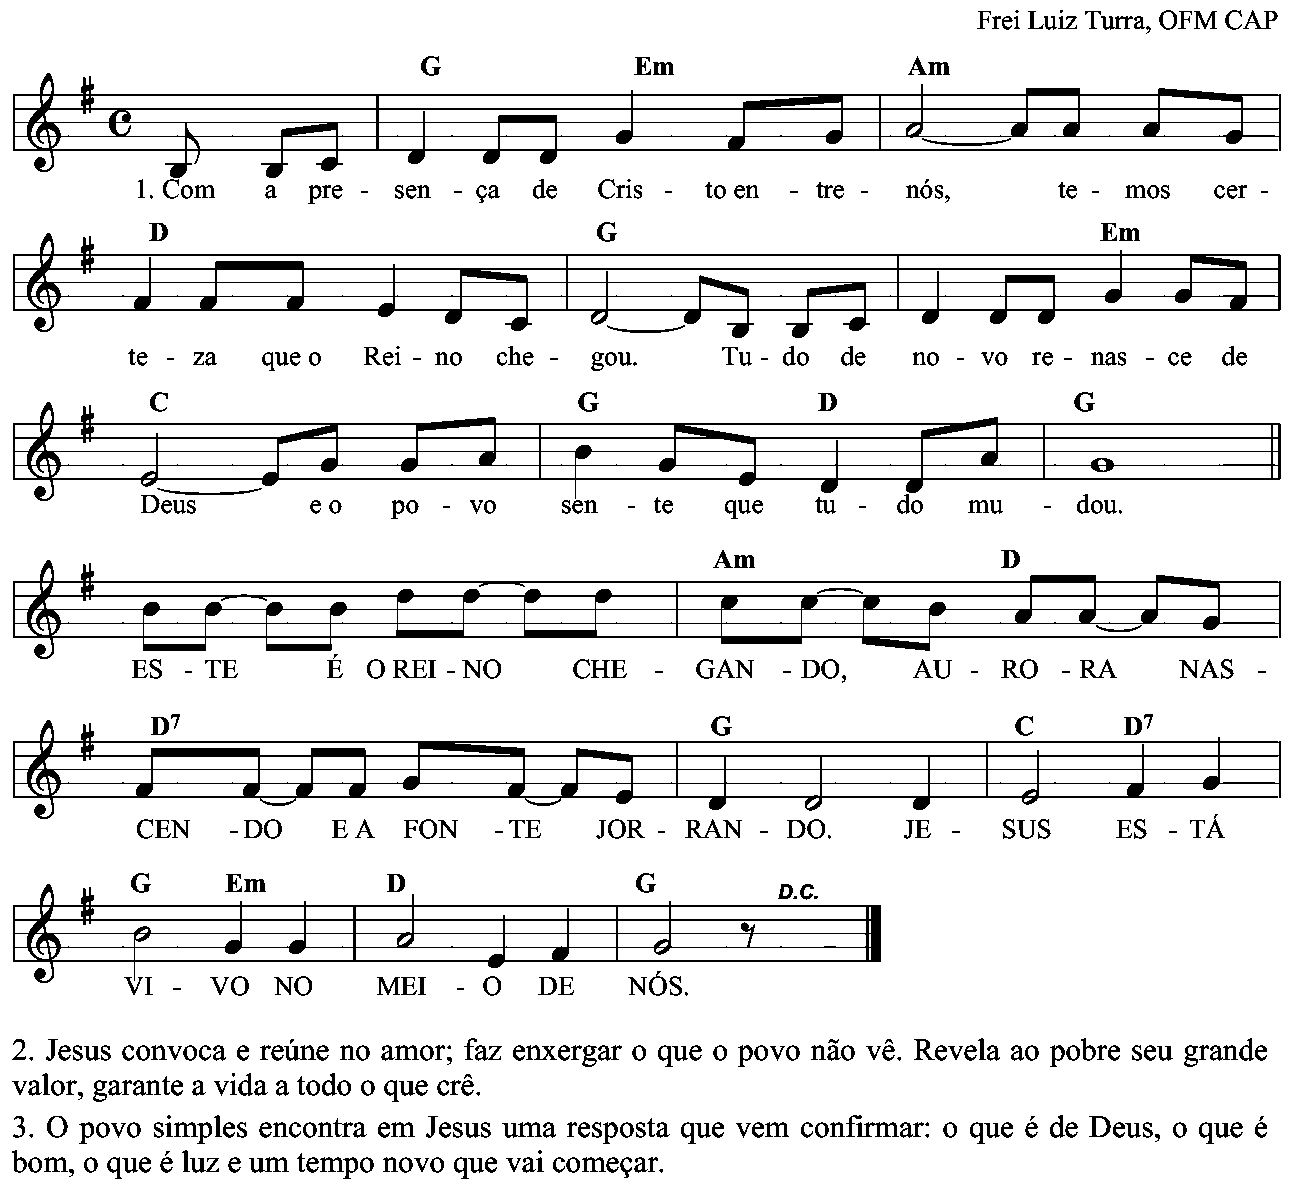 Frei Luiz Turra, OFM CAP
G Em Am
1. Com a pre - sen - ça de Cris - to en - tre - nós, te - mos cer -
D G Em
te - za que o Rei - no che - gou. Tu - do de no - vo re - nas - ce de
C G D G
Deus e o po - vo sen - te que tu - do mu - dou.
Am D
ES - TE É O REI - NO CHE - GAN - DO, AU - RO - RA NAS -
D7 G C D7
CEN - DO E A FON - TE JOR - RAN - DO. JE - SUS ES - TÁ
G Em D G D.C.
VI - VO NO MEI - O DE NÓS.
2. Jesus convoca e reúne no amor; faz enxergar o que o povo não vê. Revela ao pobre seu grande
valor, garante a vida a todo o que crê.
3. O povo simples encontra em Jesus uma resposta que vem confirmar: o que é de Deus, o que é
bom, o que é luz e um tempo novo que vai começar.